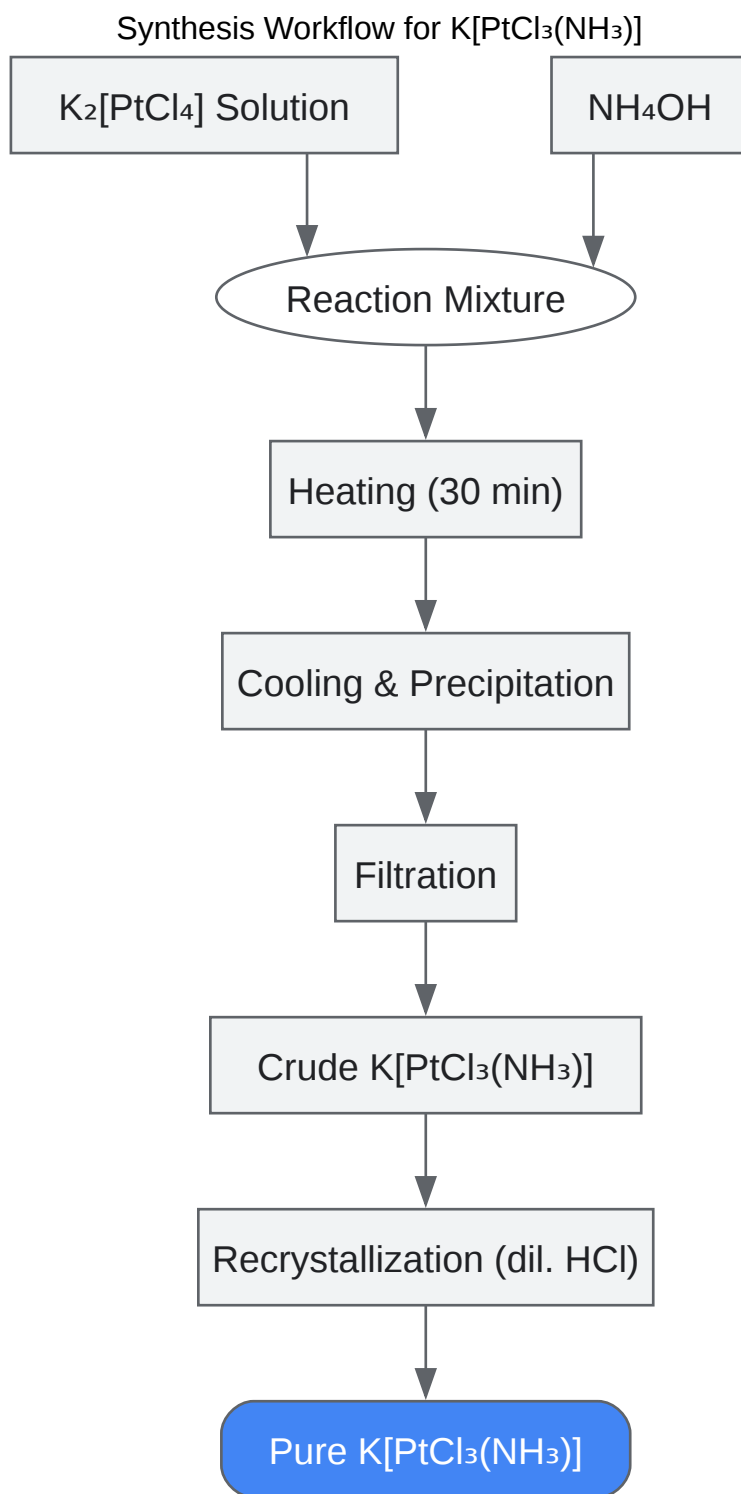 Synthesis Workflow for K[PtCl₃(NH₃)]
K₂[PtCl₄] Solution
NH₄OH
Reaction Mixture
Heating (30 min)
Cooling & Precipitation
Filtration
Crude K[PtCl₃(NH₃)]
Recrystallization (dil. HCl)
Pure K[PtCl₃(NH₃)]